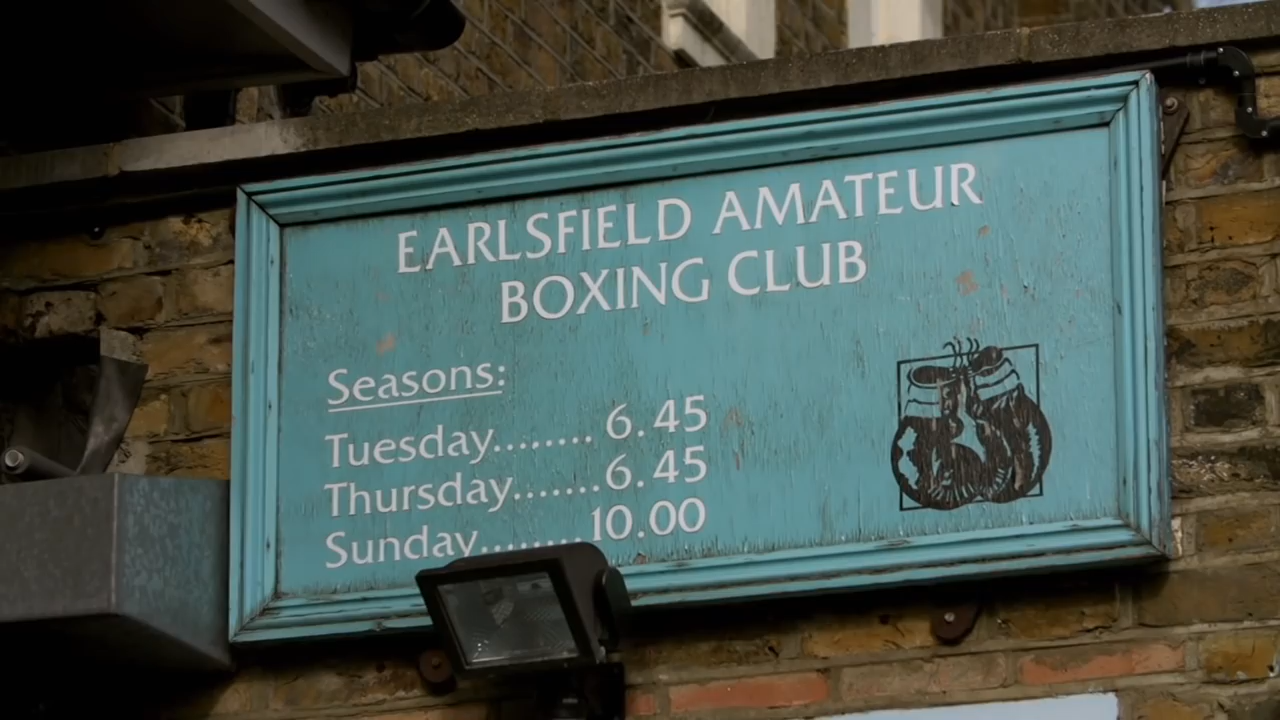 EARLSFIELD AMATEUR
BOXING CLUB
Seasons:
Tuesday........ 6.45
Thursday.......6.45
Sunday........ 10.00